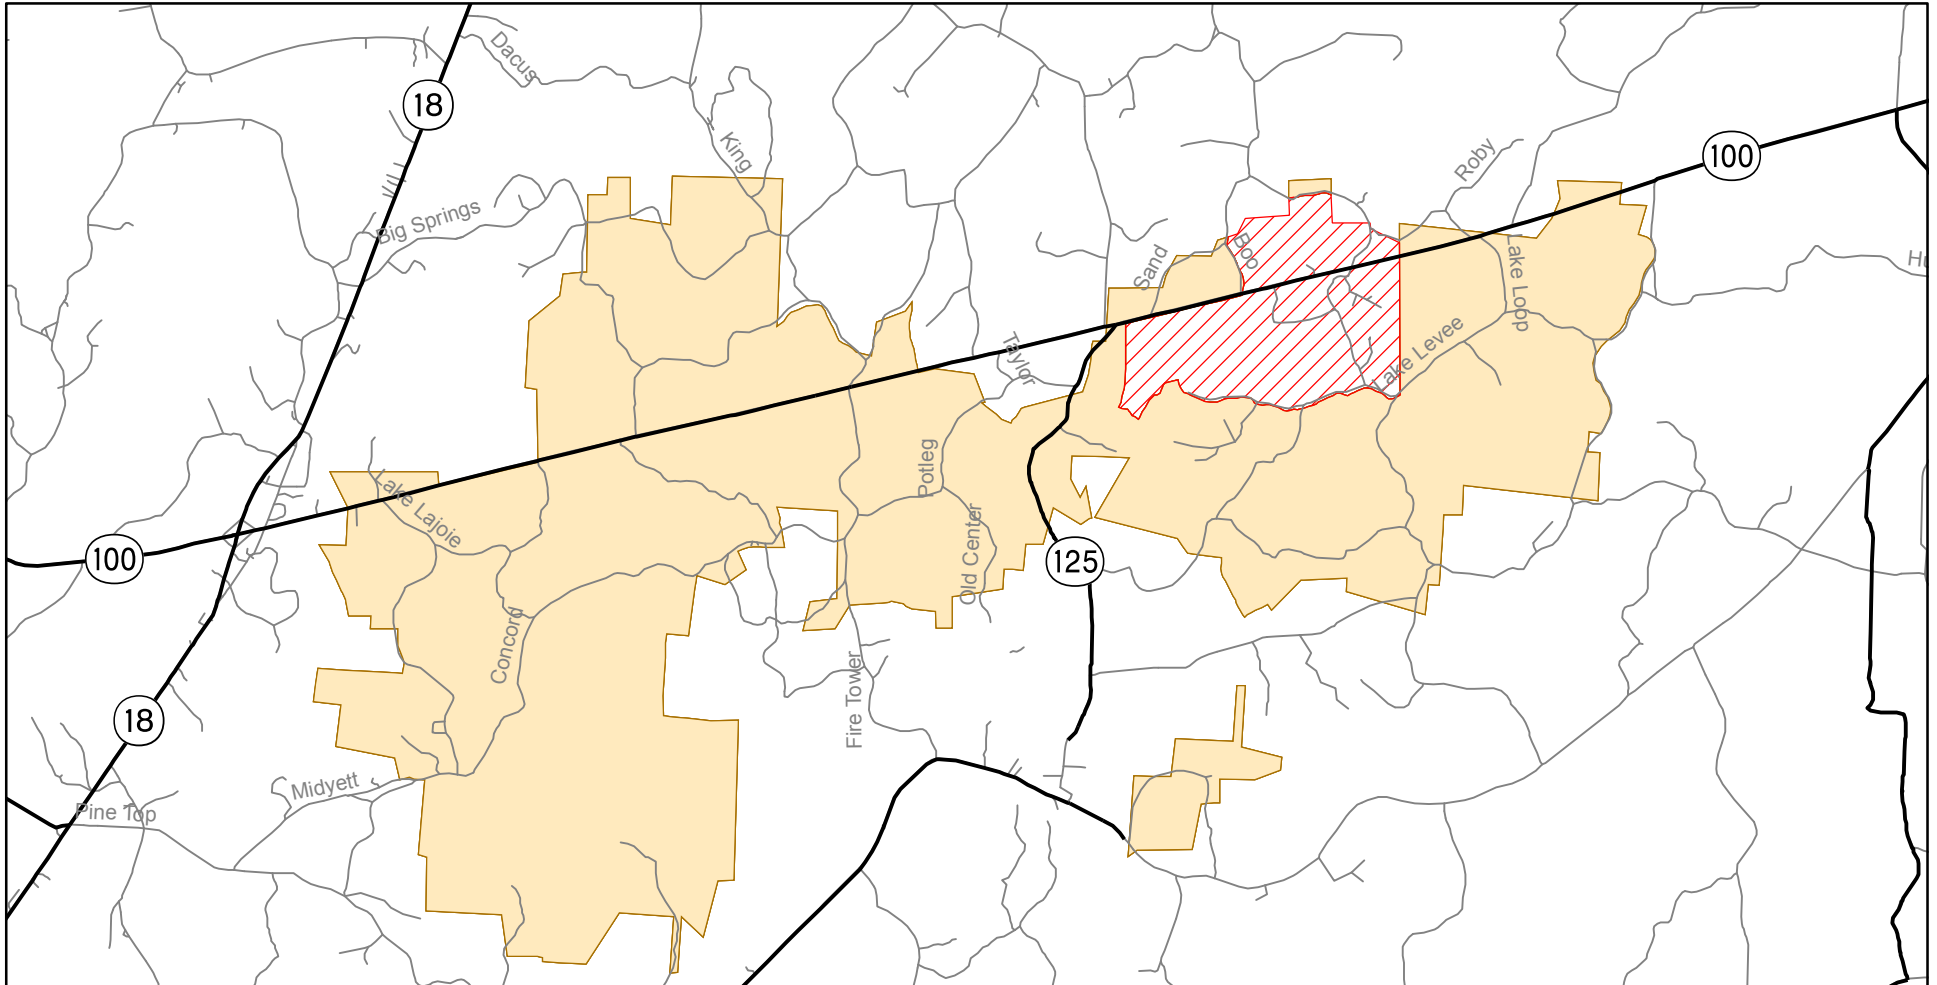 Dacus
18
King
Roby
100
Big Springs
Bop
Sand
Lake Loop
Taylor
Lake Levee
Potleg
Lake Lajoie
Old Center
100
125
Concord
Fire Tower
18
Midyett
Pine Top